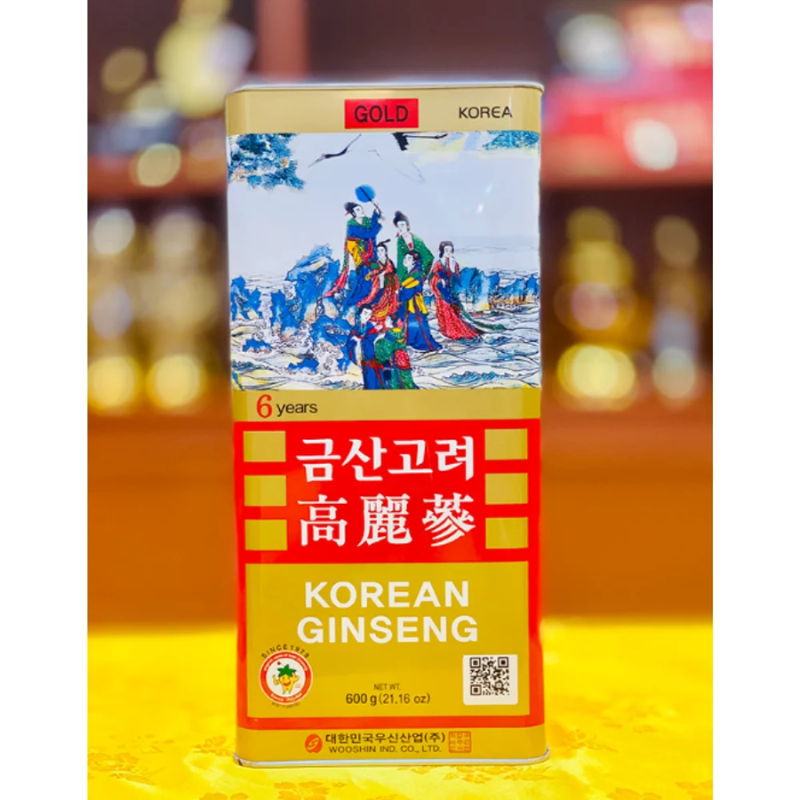 GOLD
KOREA
6 years
금산고려
高麗蔘
KOREAN
GINSENG
SINCE 1978
NET WT.
600 g (21.16 oz)
대한민국우신산업(주)
WOOSHIN IND. CO., LTD.